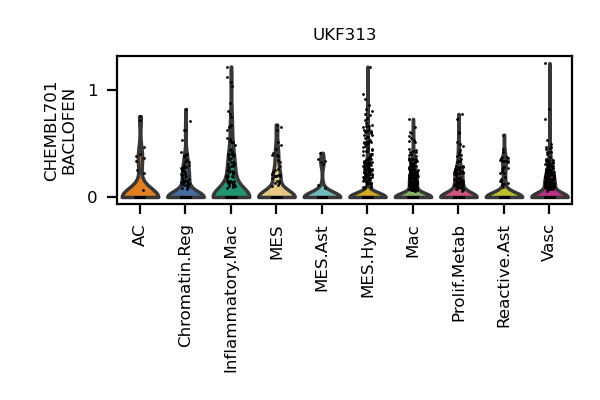 UKF313
CHEMBL701
BACLOFEN
1
0
AC
Chromatin.Reg
Inflammatory.Mac
MES
MES.Ast
MES.Hyp
Mac
Prolif.Metab
Reactive.Ast
Vasc